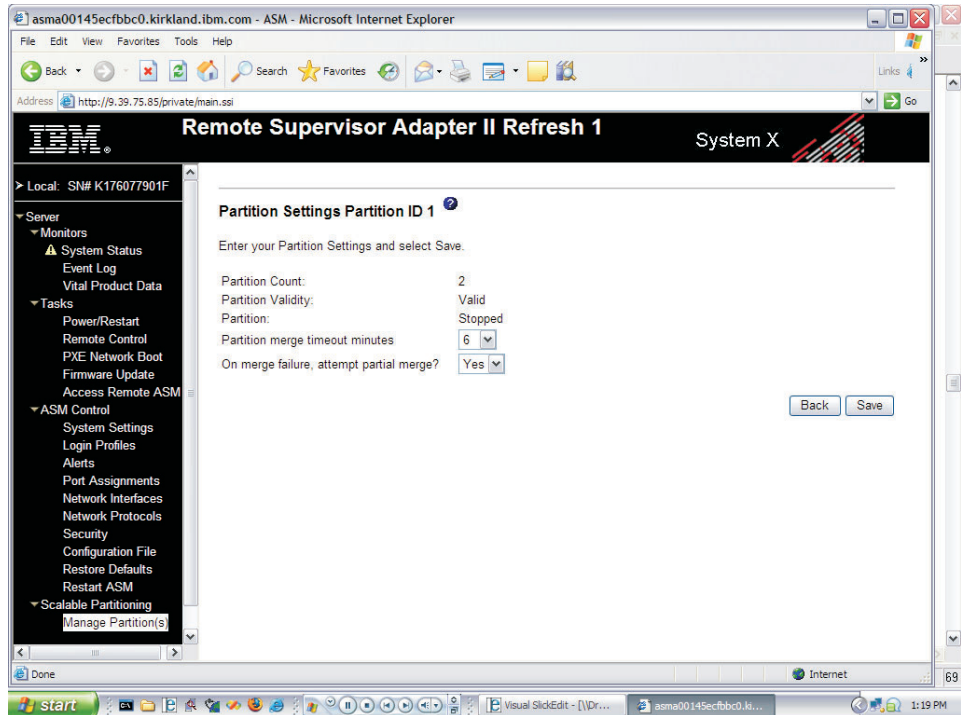 asma00145ecfbbc0.kirkland.ibm.com - ASM - Microsoft Internet Explorer
File Edit View Favorites Tools Help
Back Search Favorites Links »
Address http://9.39.75.85/private/main.ssi Go
IBM®
Remote Supervisor Adapter II Refresh 1
System X
Local: SN# K176077901F
Server
Monitors
System Status
Event Log
Vital Product Data
Tasks
Power/Restart
Remote Control
PXE Network Boot
Firmware Update
Access Remote ASM
ASM Control
System Settings
Login Profiles
Alerts
Port Assignments
Network Interfaces
Network Protocols
Security
Configuration File
Restore Defaults
Restart ASM
Scalable Partitioning
Manage Partition(s)
Partition Settings Partition ID 1 ?
Enter your Partition Settings and select Save.
Partition Count: 2
Partition Validity: Valid
Partition: Stopped
Partition merge timeout minutes 6
On merge failure, attempt partial merge? Yes
Back Save
Done Internet
69
start Visual SlickEdit - [\\Dr... asma00145ecfbbc0.ki... 1:19 PM